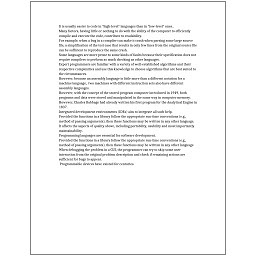 It is usually easier to code in "high level" languages than in "low level" ones.
Many factors, having little or nothing to do with the ability of the computer to efficiently
compile and execute the code, contribute to readability.
For example, when a bug in a compiler can make it crash when parsing some large source
file, a simplification of the test case that results in only few lines from the original source file
can be sufficient to reproduce the same crash.
Some languages are more prone to some kinds of faults because their specification does not
require compilers to perform as much checking as other languages.
Expert programmers are familiar with a variety of well-established algorithms and their
respective complexities and use this knowledge to choose algorithms that are best suited to
the circumstances.
However, because an assembly language is little more than a different notation for a
machine language, two machines with different instruction sets also have different
assembly languages.
However, with the concept of the stored-program computer introduced in 1949, both
programs and data were stored and manipulated in the same way in computer memory.
However, Charles Babbage had already written his first program for the Analytical Engine in
1837.
Integrated development environments (IDEs) aim to integrate all such help.
Provided the functions in a library follow the appropriate run-time conventions (e.g.,
method of passing arguments), then these functions may be written in any other language.
It affects the aspects of quality above, including portability, usability and most importantly
maintainability.
Programming languages are essential for software development.
Provided the functions in a library follow the appropriate run-time conventions (e.g.,
method of passing arguments), then these functions may be written in any other language.
When debugging the problem in a GUI, the programmer can try to skip some user
interaction from the original problem description and check if remaining actions are
sufficient for bugs to appear.
Programmable devices have existed for centuries.